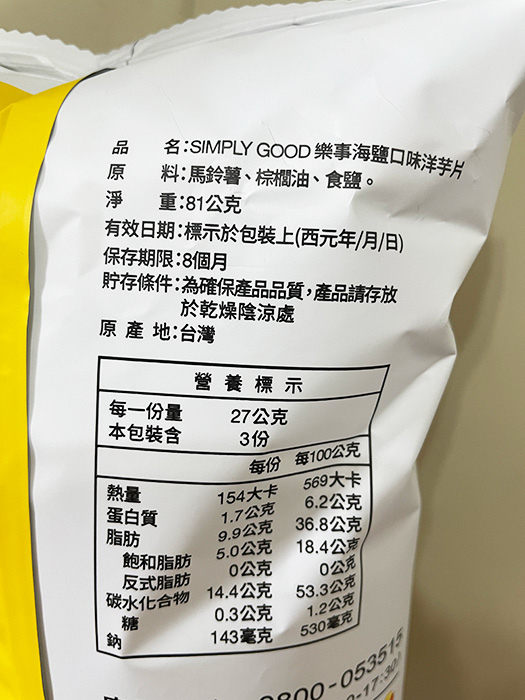 品 名:SIMPLY GOOD 樂事海鹽口味洋芋片
原 料:馬鈴薯、棕櫚油、食鹽。
淨 重:81公克
有效日期:標示於包裝上(西元年/月/日)
保存期限:8個月
貯存條件:為確保產品品質,產品請存放
於乾燥陰涼處
原 產 地:台灣
營 養 標 示
每一份量 27公克
本包裝含 3份
每份 每100公克
熱量 154大卡 569大卡
蛋白質 1.7公克 6.2公克
脂肪 9.9公克 36.8公克
飽和脂肪 5.0公克 18.4公克
反式脂肪 0公克 0公克
碳水化合物 14.4公克 53.3公克
糖 0.3公克 1.2公克
鈉 143毫克 530毫克
0800-053515